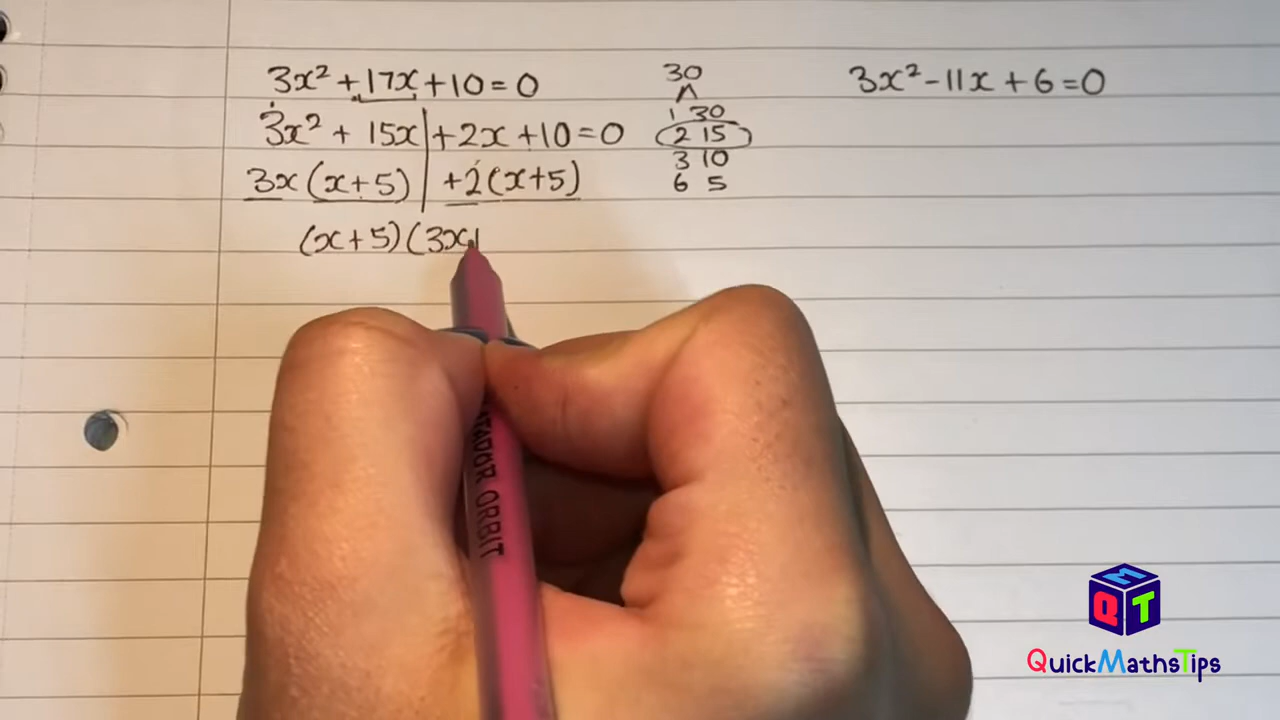 3x² + 17x + 10 = 0
3x² + 15x + 2x + 10 = 0
3x (x + 5) + 2 (x + 5)
(x + 5) (3x
30
1 30
2 15
3 10
6 5
3x² - 11x + 6 = 0
ORBIT
QMT
QuickMathsTips